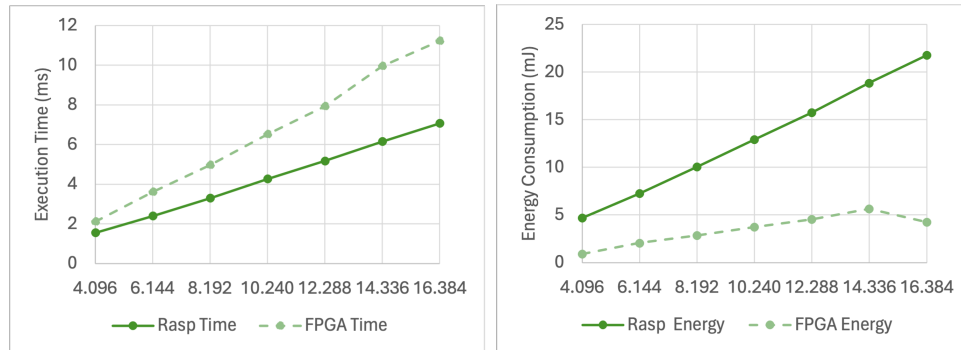 Execution Time (ms)
12
10
8
6
4
2
0
4.096 6.144 8.192 10.240 12.288 14.336 16.384
Rasp Time FPGA Time
Energy Consumption (mJ)
25
20
15
10
5
0
4.096 6.144 8.192 10.240 12.288 14.336 16.384
Rasp Energy FPGA Energy